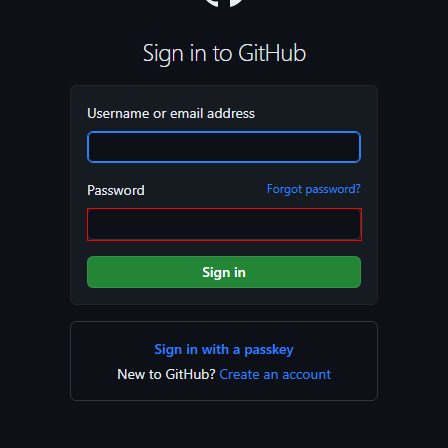 Sign in to GitHub
Username or email address
Password Forgot password?
Sign in
Sign in with a passkey
New to GitHub? Create an account